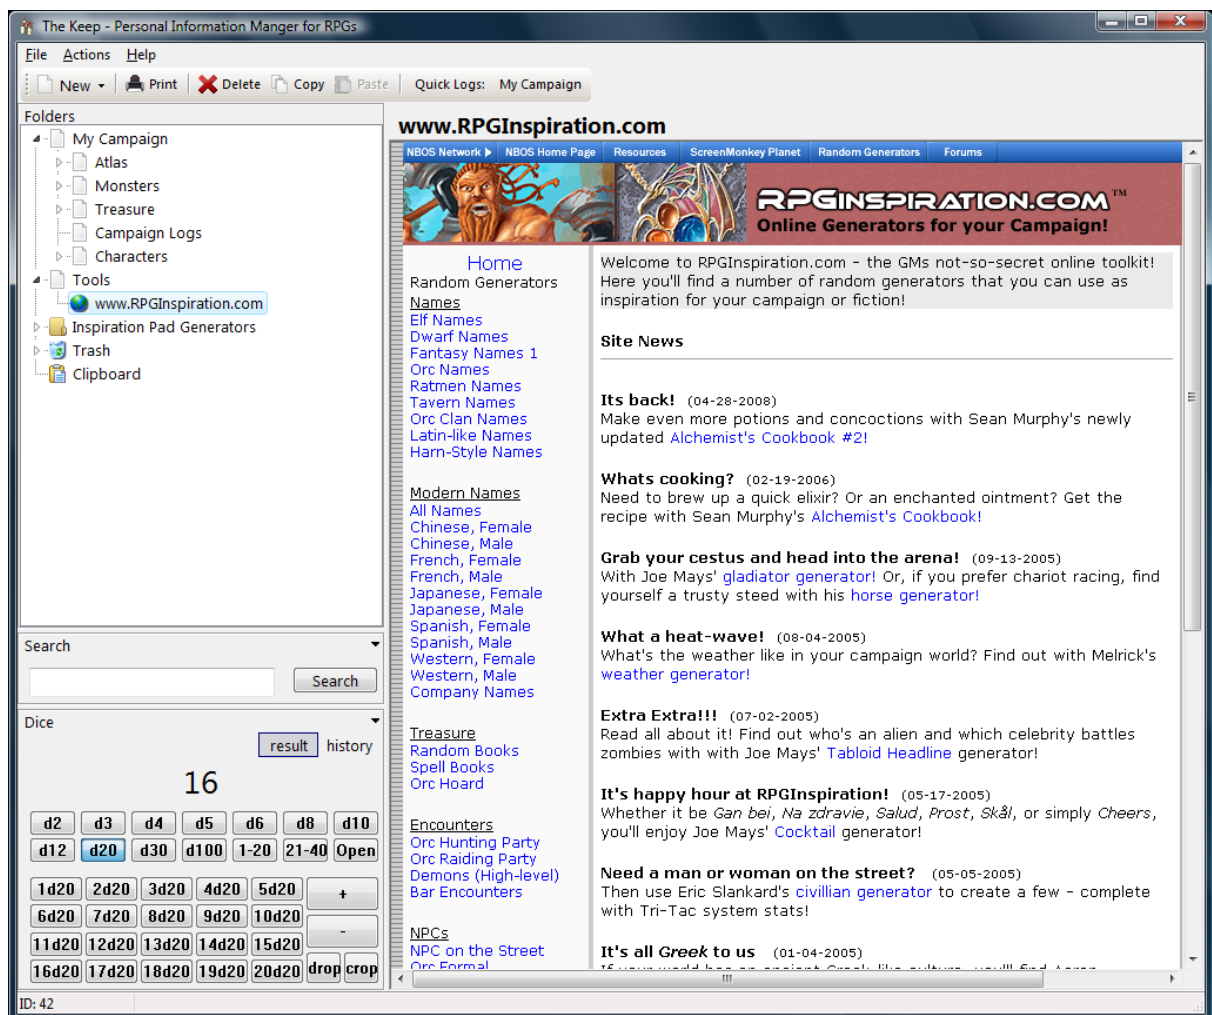 The Keep - Personal Information Manger for RPGs
File Actions Help
New Print Delete Copy Paste Quick Logs: My Campaign
Folders
My Campaign
Atlas
Monsters
Treasure
Campaign Logs
Characters
Tools
www.RPGInspiration.com
Inspiration Pad Generators
Trash
Clipboard
Search
Search
Dice
result history
16
d2 d3 d4 d5 d6 d8 d10
d12 d20 d30 d100 1-20 21-40 Open
1d20 2d20 3d20 4d20 5d20 +
6d20 7d20 8d20 9d20 10d20
11d20 12d20 13d20 14d20 15d20 -
16d20 17d20 18d20 19d20 20d20 drop crop
ID: 42
www.RPGInspiration.com
NBOS Network NBOS Home Page Resources ScreenMonkey Planet Random Generators Forums
RPGINSPIRATION.COM™
Online Generators for your Campaign!
Home
Random Generators
Names
Elf Names
Dwarf Names
Fantasy Names 1
Orc Names
Ratmen Names
Tavern Names
Orc Clan Names
Latin-like Names
Harn-Style Names
Modern Names
All Names
Chinese, Female
Chinese, Male
French, Female
French, Male
Japanese, Female
Japanese, Male
Spanish, Female
Spanish, Male
Western, Female
Western, Male
Company Names
Treasure
Random Books
Spell Books
Orc Hoard
Encounters
Orc Hunting Party
Orc Raiding Party
Demons (High-level)
Bar Encounters
NPCs
NPC on the Street
Orc Formal
Welcome to RPGInspiration.com - the GMs not-so-secret online toolkit!
Here you'll find a number of random generators that you can use as
inspiration for your campaign or fiction!
Site News
Its back! (04-28-2008)
Make even more potions and concoctions with Sean Murphy's newly
updated Alchemist's Cookbook #2!
Whats cooking? (02-19-2006)
Need to brew up a quick elixir? Or an enchanted ointment? Get the
recipe with Sean Murphy's Alchemist's Cookbook!
Grab your cestus and head into the arena! (09-13-2005)
With Joe Mays' gladiator generator! Or, if you prefer chariot racing, find
yourself a trusty steed with his horse generator!
What a heat-wave! (08-04-2005)
What's the weather like in your campaign world? Find out with Melrick's
weather generator!
Extra Extra!!! (07-02-2005)
Read all about it! Find out who's an alien and which celebrity battles
zombies with with Joe Mays' Tabloid Headline generator!
It's happy hour at RPGInspiration! (05-17-2005)
Whether it be Gan bei, Na zdravie, Salud, Prost, Skål, or simply Cheers,
you'll enjoy Joe Mays' Cocktail generator!
Need a man or woman on the street? (05-05-2005)
Then use Eric Slankard's civillian generator to create a few - complete
with Tri-Tac system stats!
It's all Greek to us (01-04-2005)